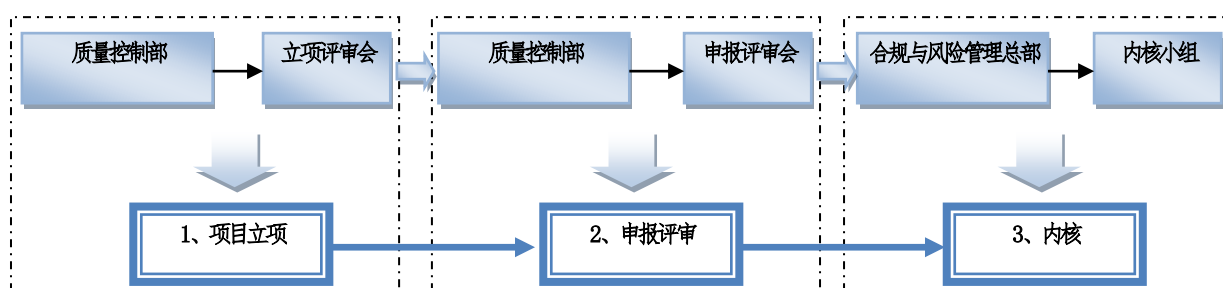 质量控制部
立项评审会
质量控制部
申报评审会
合规与风险管理总部
内核小组
1、项目立项
2、申报评审
3、内核